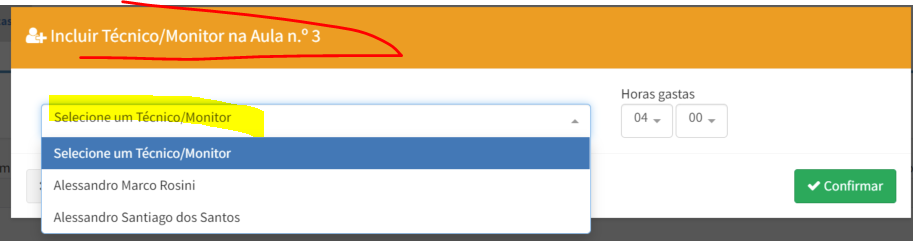 Incluir Técnico/Monitor na Aula n.º 3
Horas gastas
Selecione um Técnico/Monitor
04 00
Selecione um Técnico/Monitor
Alessandro Marco Rosini
Confirmar
Alessandro Santiago dos Santos